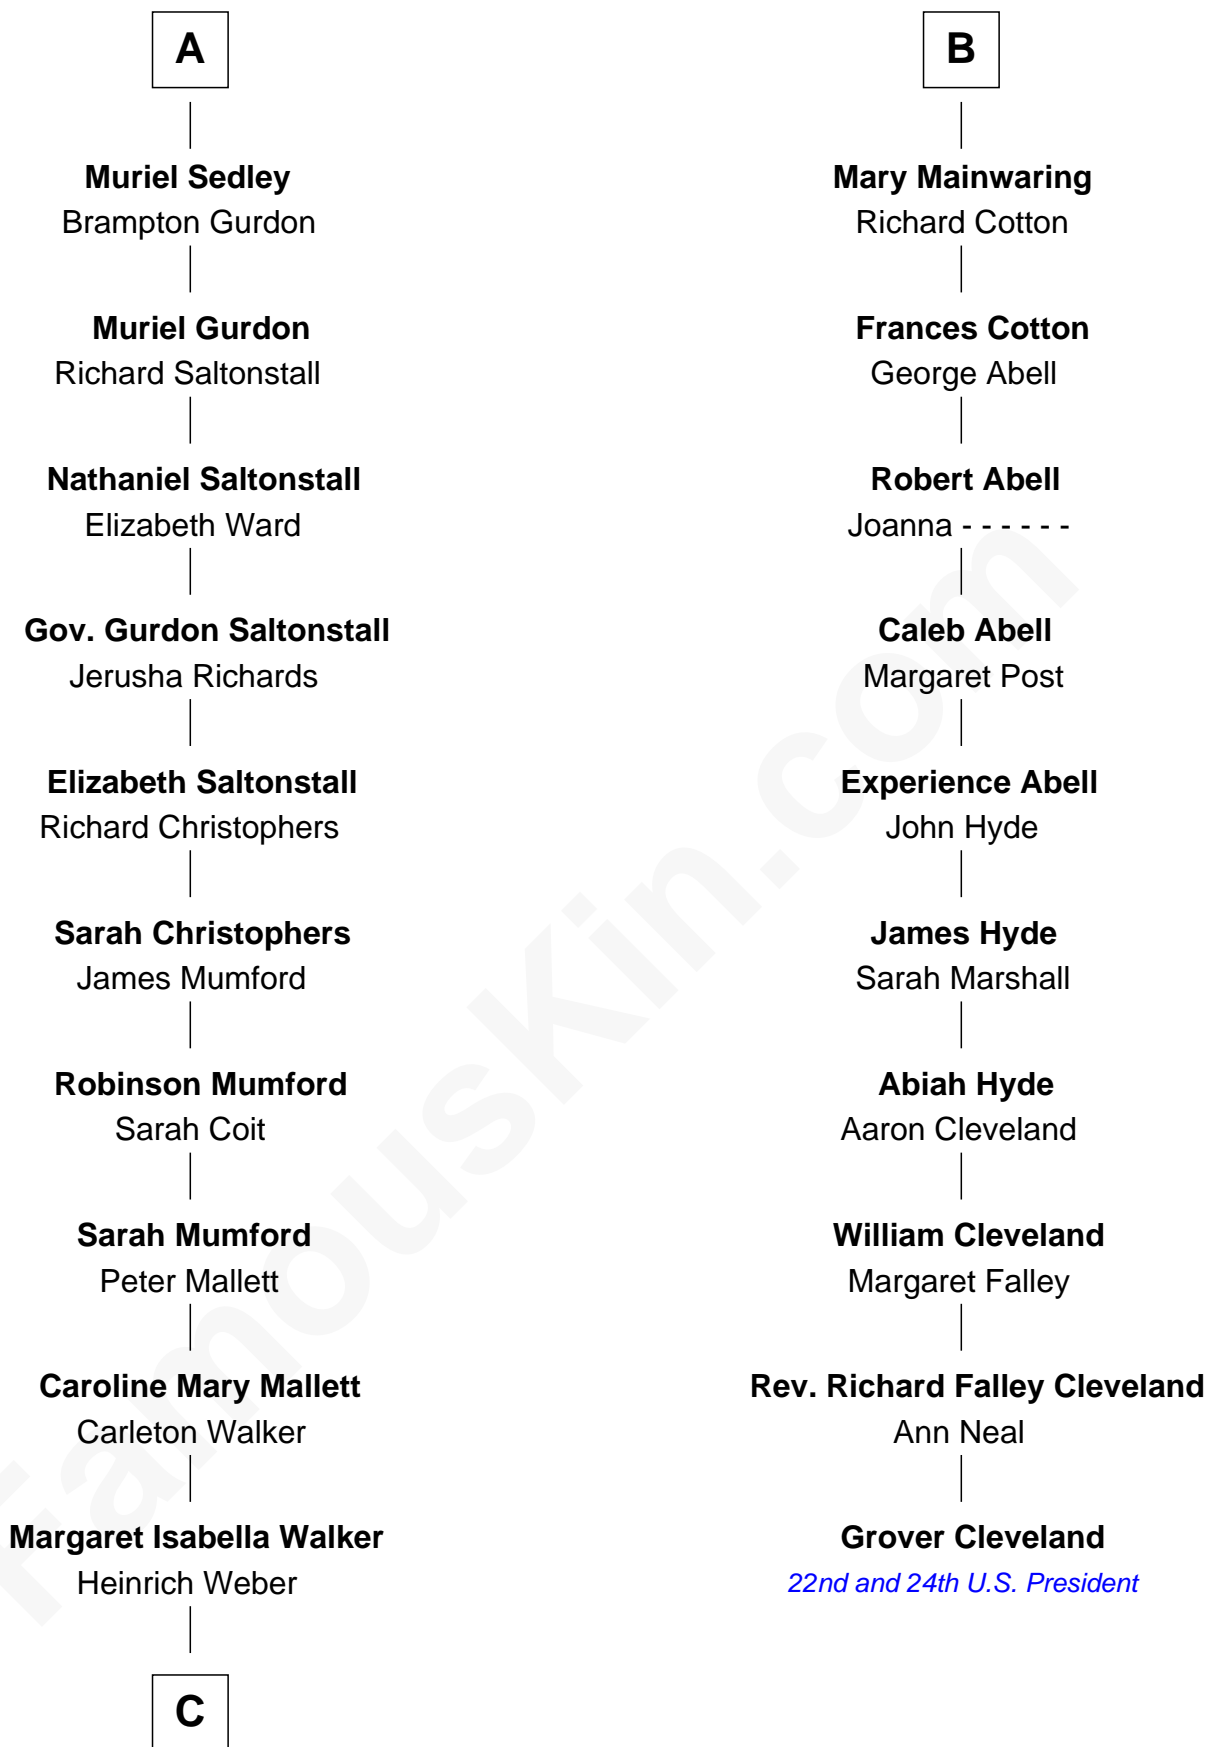 A
Muriel Sedley
Brampton Gurdon
Muriel Gurdon
Richard Saltonstall
Nathaniel Saltonstall
Elizabeth Ward
Gov. Gurdon Saltonstall
Jerusha Richards
Elizabeth Saltonstall
Richard Christophers
Sarah Christophers
James Mumford
Robinson Mumford
Sarah Coit
Sarah Mumford
Peter Mallett
Caroline Mary Mallett
Carleton Walker
Margaret Isabella Walker
Heinrich Weber
C
B
Mary Mainwaring
Richard Cotton
Frances Cotton
George Abell
Robert Abell
Joanna - - - - - -
Caleb Abell
Margaret Post
Experience Abell
John Hyde
James Hyde
Sarah Marshall
Abiah Hyde
Aaron Cleveland
William Cleveland
Margaret Falley
Rev. Richard Falley Cleveland
Ann Neal
Grover Cleveland
22nd and 24th U.S. President
FamousKin.com